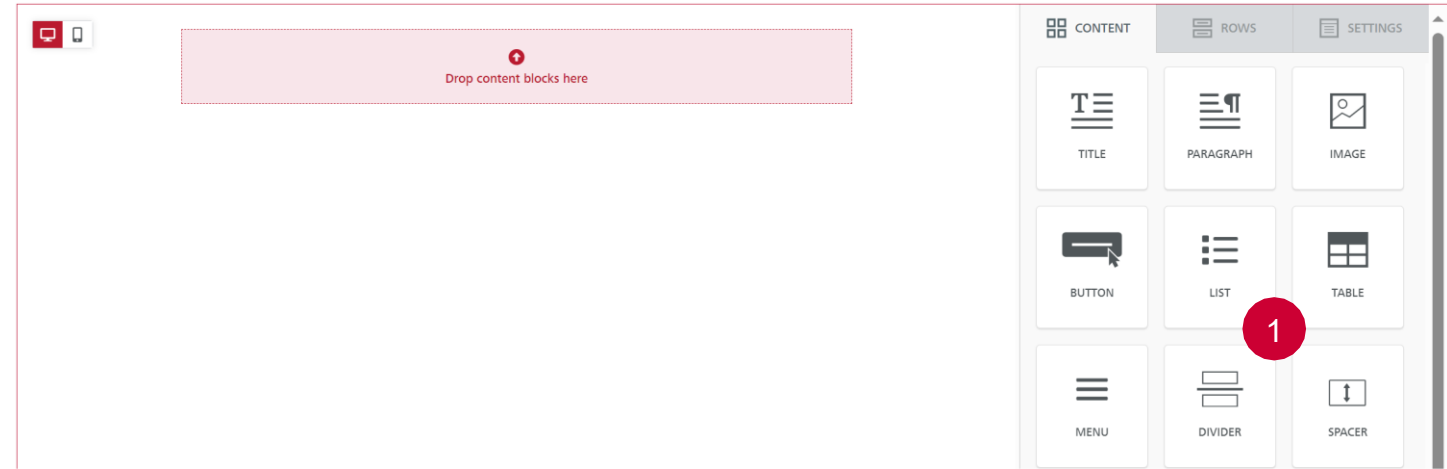 CONTENT
ROWS
SETTINGS
Drop content blocks here
TITLE
PARAGRAPH
IMAGE
BUTTON
LIST
TABLE
1
MENU
DIVIDER
SPACER